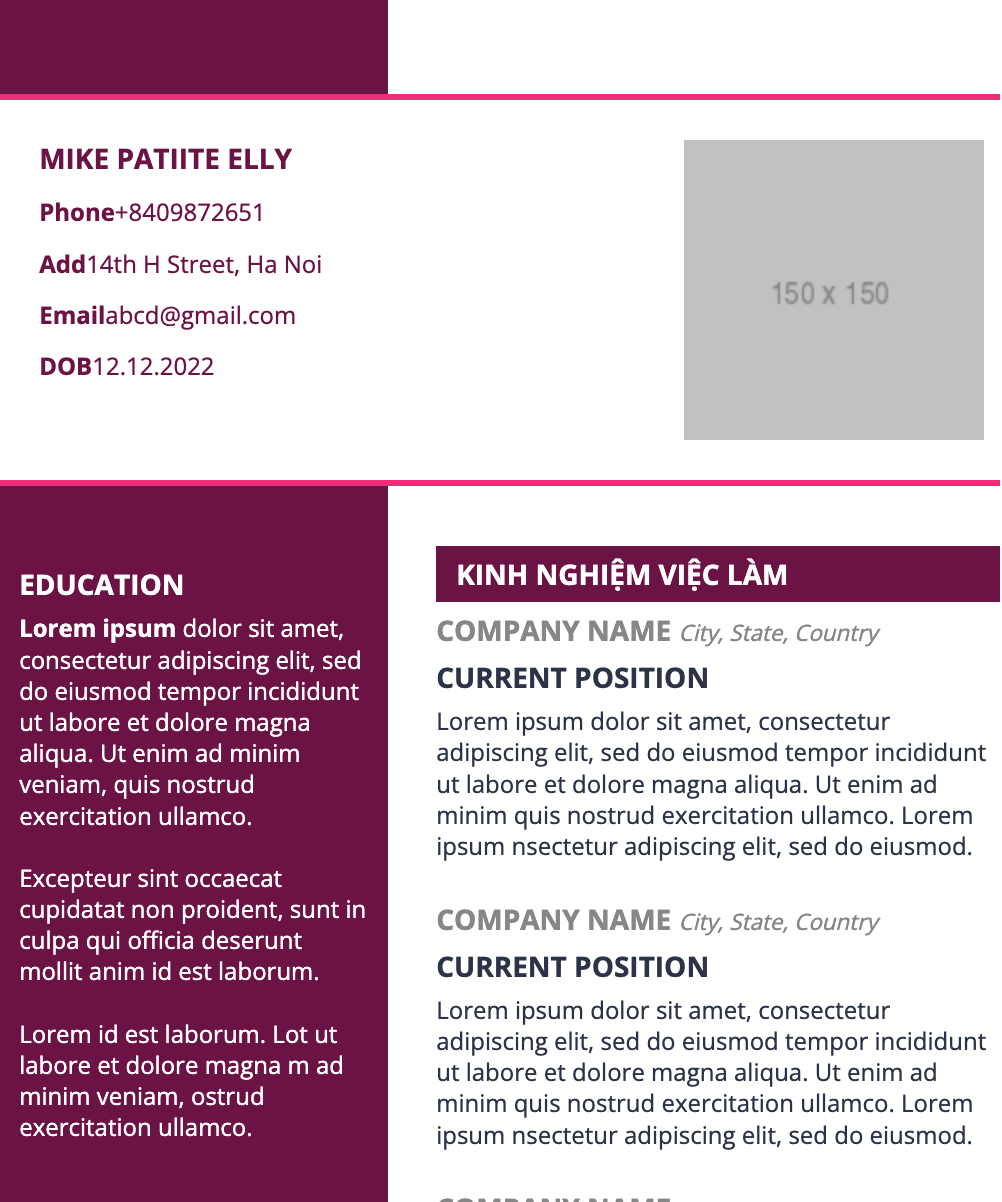 MIKE PATIITE ELLY
Phone+8409872651
Add14th H Street, Ha Noi
Emailabcd@gmail.com
DOB12.12.2022
150 x 150
EDUCATION
Lorem ipsum dolor sit amet,
consectetur adipiscing elit, sed
do eiusmod tempor incididunt
ut labore et dolore magna
aliqua. Ut enim ad minim
veniam, quis nostrud
exercitation ullamco.
Excepteur sint occaecat
cupidatat non proident, sunt in
culpa qui officia deserunt
mollit anim id est laborum.
Lorem id est laborum. Lot ut
labore et dolore magna m ad
minim veniam, ostrud
exercitation ullamco.
KINH NGHIỆM VIỆC LÀM
COMPANY NAME City, State, Country
CURRENT POSITION
Lorem ipsum dolor sit amet, consectetur
adipiscing elit, sed do eiusmod tempor incididunt
ut labore et dolore magna aliqua. Ut enim ad
minim quis nostrud exercitation ullamco. Lorem
ipsum nsectetur adipiscing elit, sed do eiusmod.
COMPANY NAME City, State, Country
CURRENT POSITION
Lorem ipsum dolor sit amet, consectetur
adipiscing elit, sed do eiusmod tempor incididunt
ut labore et dolore magna aliqua. Ut enim ad
minim quis nostrud exercitation ullamco. Lorem
ipsum nsectetur adipiscing elit, sed do eiusmod.